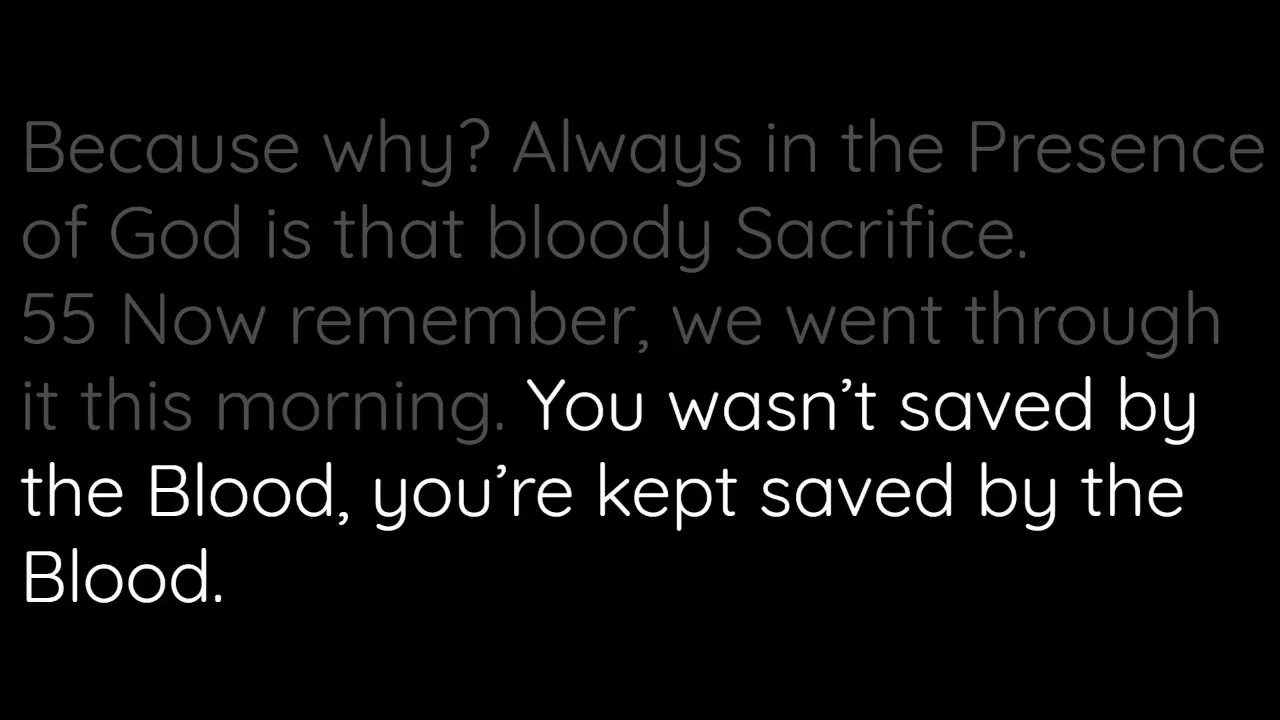 Because why? Always in the Presence
of God is that bloody Sacrifice.
55 Now remember, we went through
it this morning. You wasn’t saved by
the Blood, you’re kept saved by the
Blood.